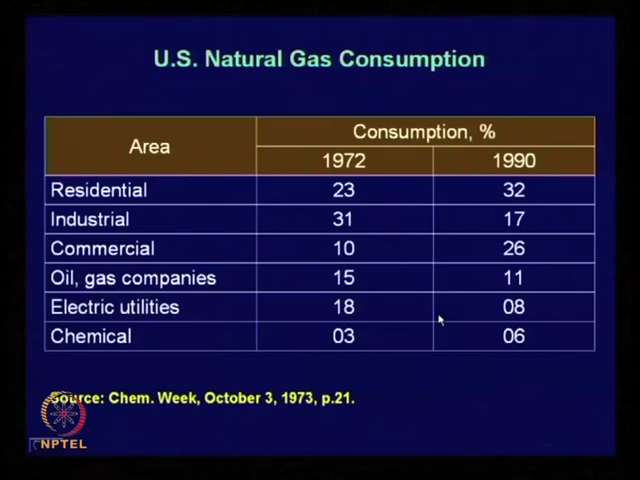 U.S. Natural Gas Consumption
Area Consumption, %
1972 1990
Residential 23 32
Industrial 31 17
Commercial 10 26
Oil, gas companies 15 11
Electric utilities 18 08
Chemical 03 06
Source: Chem. Week, October 3, 1973, p.21.
NPTEL